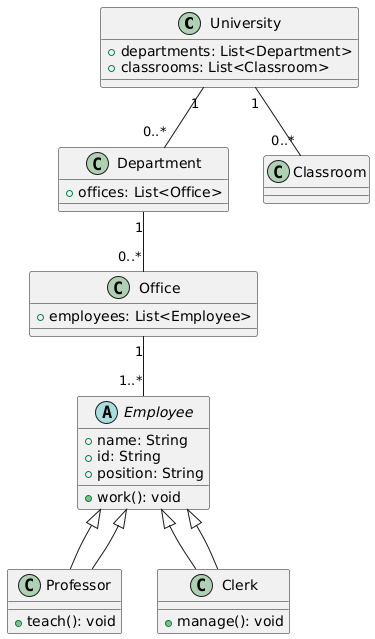 C University
departments: List<Department>
classrooms: List<Classroom>
1
1
0..*
0..*
C Department
offices: List<Office>
C Classroom
1
0..*
C Office
employees: List<Employee>
1
1..*
A Employee
name: String
id: String
position: String
work(): void
C Professor
teach(): void
C Clerk
manage(): void